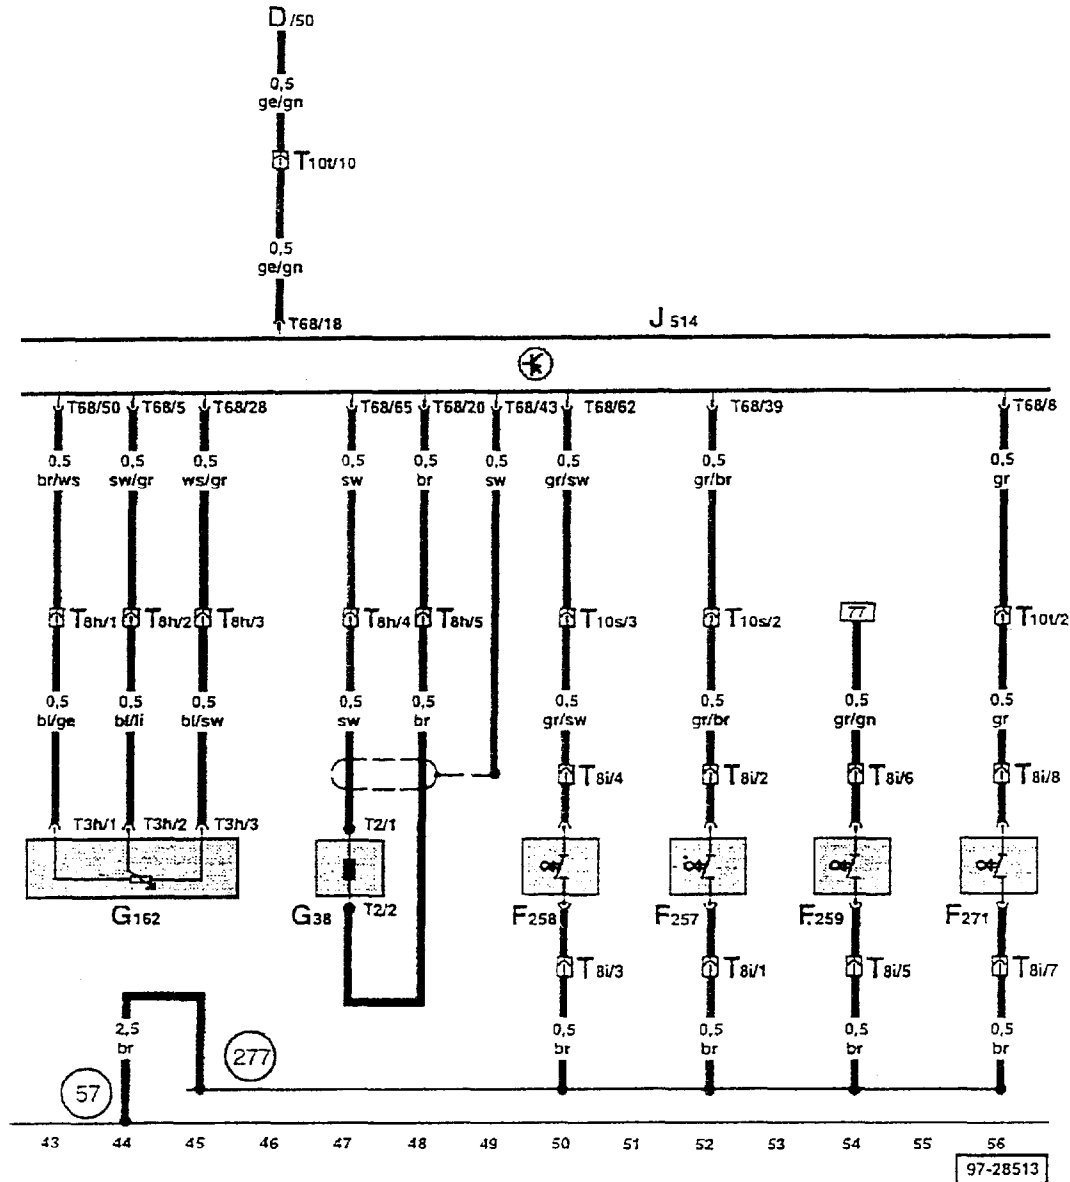 D/50
0,5
ge/gn
T10t/10
0,5
ge/gn
T68/18
J514
T68/50 T68/5 T68/28 T68/65 T68/20 T68/43 T68/62 T68/39 T68/8
0,5 0,5 0,5 0,5 0,5 0,5 0,5 0,5 0,5
br/ws sw/gr ws/gr sw br sw gr/sw gr/br gr
T8h/1 T8h/2 T8h/3 T8h/4 T8h/5 T10s/3 T10s/2 77 T10t/2
0,5 0,5 0,5 0,5 0,5 0,5 0,5 0,5 0,5
bl/ge bl/li bl/sw sw br gr/sw gr/br gr/gn gr
T8i/4 T8i/2 T8i/6 T8i/8
T3h/1 T3h/2 T3h/3 T2/1
G162 G38 T2/2 F258 F257 F259 F271
T8i/3 T8i/1 T8i/5 T8i/7
2,5 0,5 0,5 0,5 0,5
br br br br br
277
57
43 44 45 46 47 48 49 50 51 52 53 54 55 56
97-28513